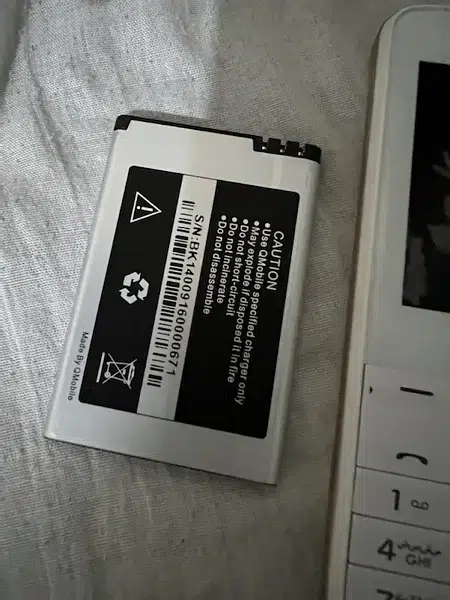 CAUTION
•Use QMobile specified charger only
•May explode if disposed it in fire
•Do not short-circuit
•Do not incinerate
•Do not disassemble
S/N:BK14009160000671
Made By QMobile
1
4
GHI